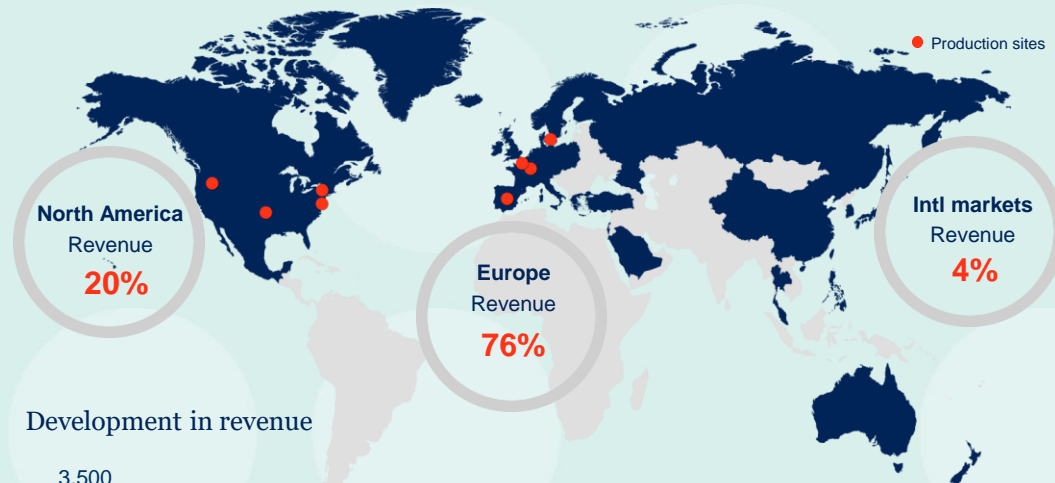 Production sites
North America
Revenue
20%
Europe
Revenue
76%
Intl markets
Revenue
4%
Development in revenue
3.500